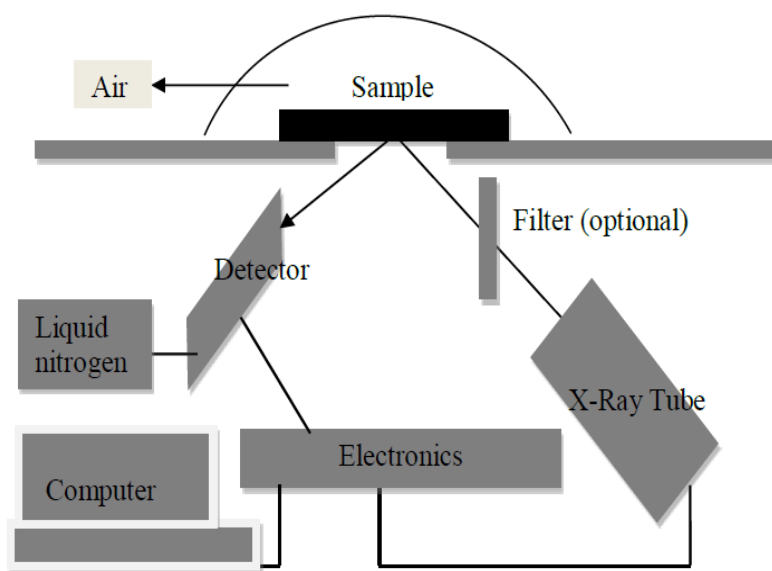 Air
Sample
Filter (optional)
Detector
Liquid
nitrogen
X-Ray Tube
Electronics
Computer